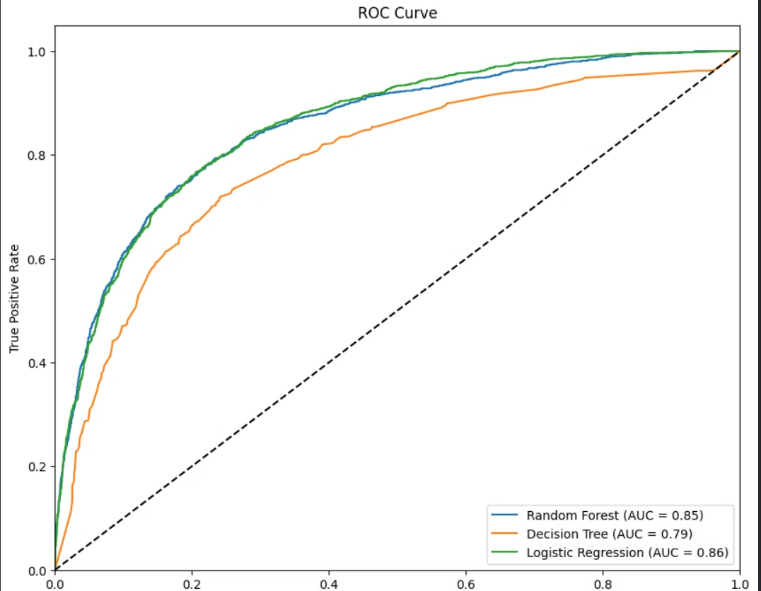 ROC Curve
1.0
0.8
0.6
0.4
0.2
0.0
True Positive Rate
Random Forest (AUC = 0.85)
Decision Tree (AUC = 0.79)
Logistic Regression (AUC = 0.86)
0.0 0.2 0.4 0.6 0.8 1.0